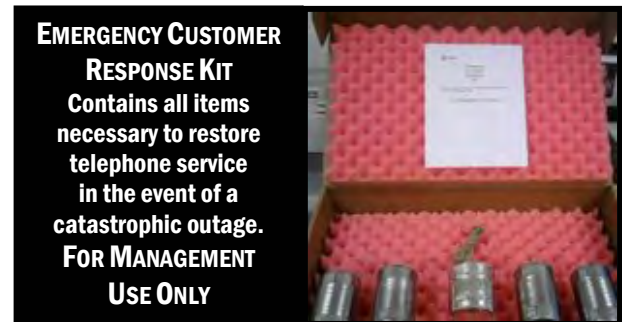 EMERGENCY CUSTOMER
RESPONSE KIT
Contains all items
necessary to restore
telephone service
in the event of a
catastrophic outage.
FOR MANAGEMENT
USE ONLY